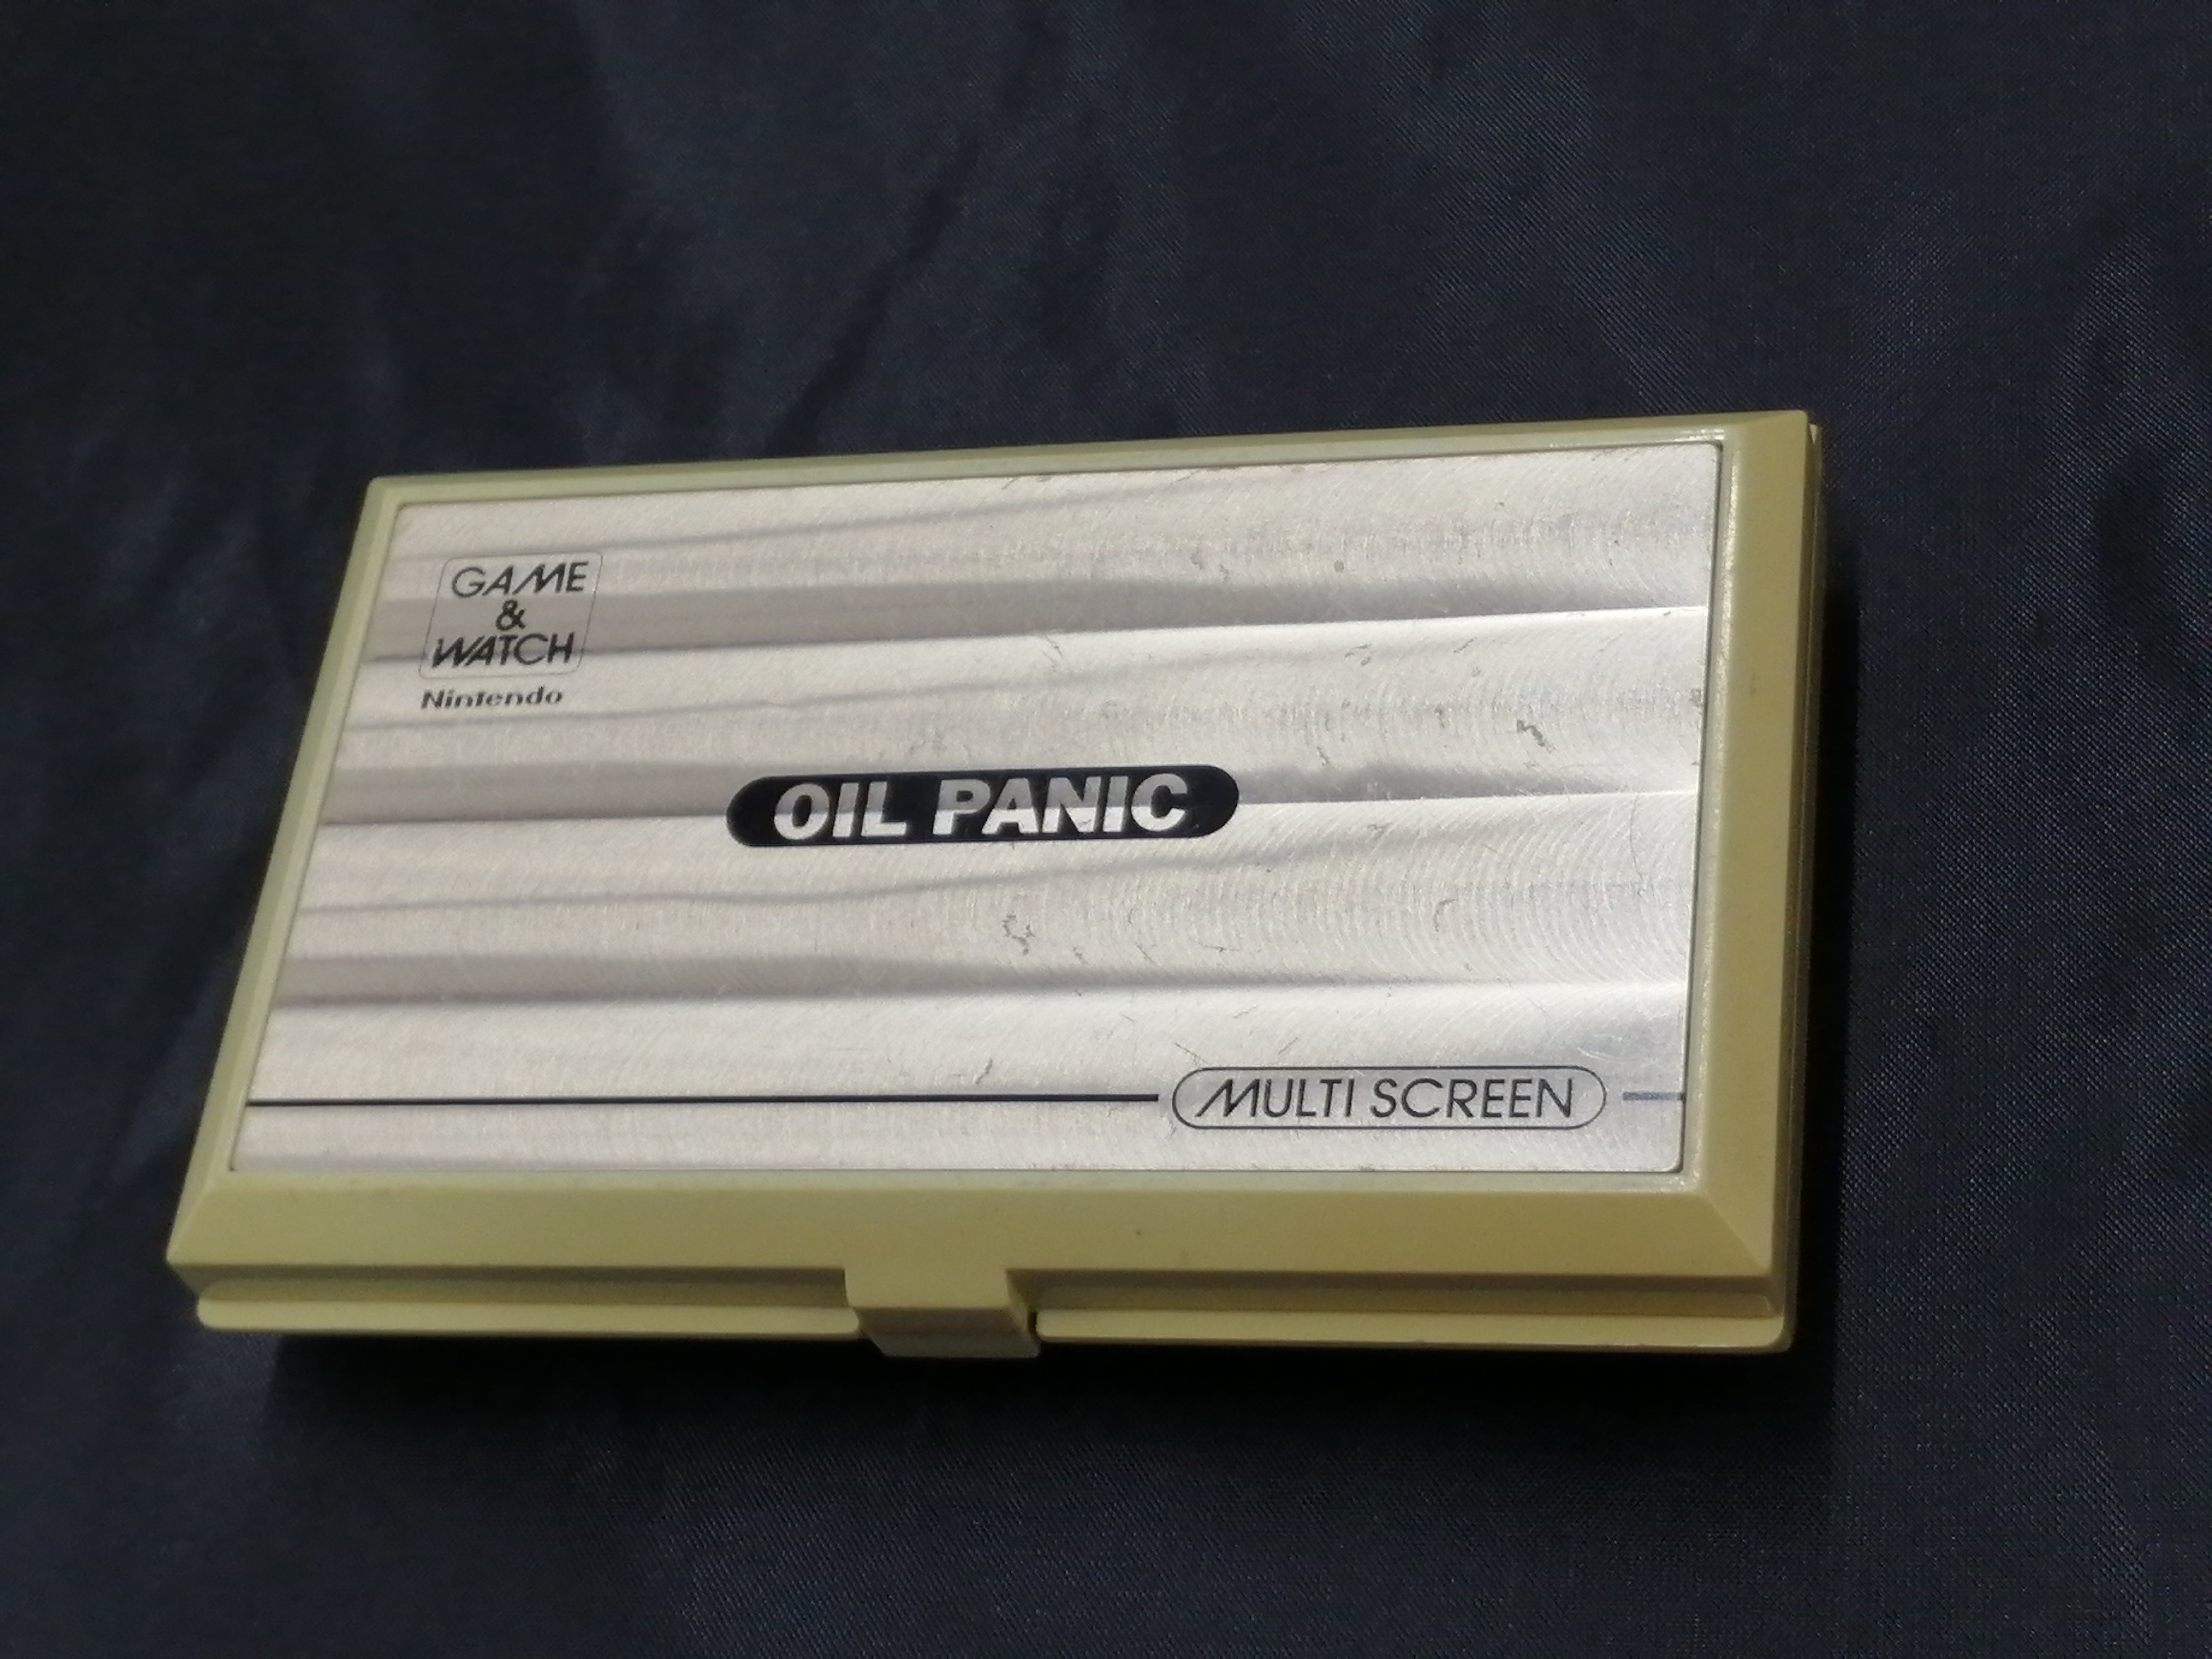 GAME
&
WATCH
Nintendo
OIL PANIC
MULTI SCREEN